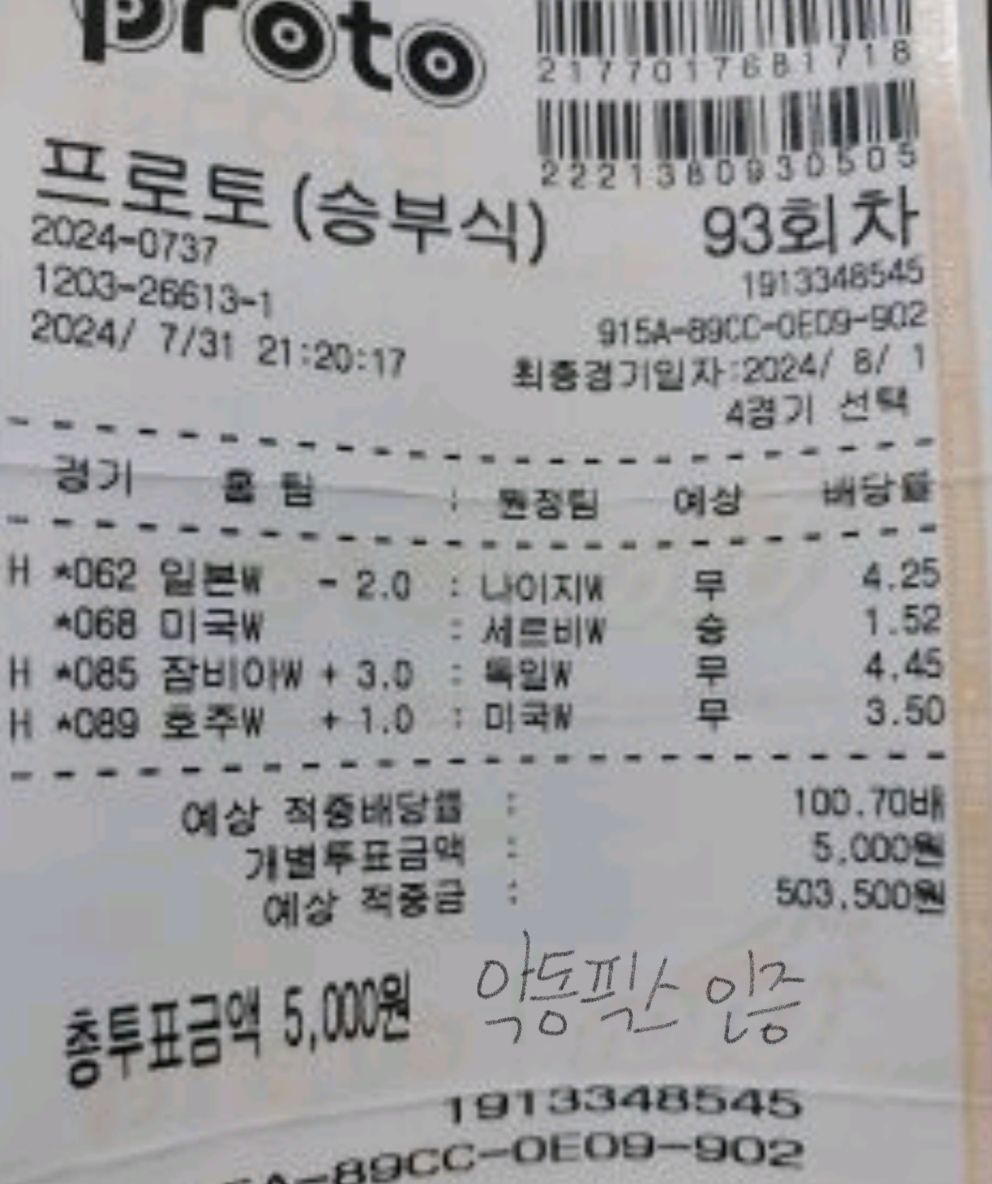 proto
2177017681718
2221380930505
프로토 (승부식) 93회차
2024-0737
1913348545
1203-26613-1
915A-89CC-0E09-902
2024/ 7/31 21:20:17
최종경기일자:2024/ 8/ 1
4경기 선택
경기 홈 팀 : 원정팀 예상 배당률
H *062 일본W - 2.0 : 나이지W 무 4.25
*068 미국W : 세르비W 승 1.52
H *085 잠비아W + 3.0 : 독일W 무 4.45
H *089 호주W + 1.0 : 미국W 무 3.50
예상 적중배당률 : 100.70배
개별투표금액 : 5,000원
예상 적중금 : 503,500원
총투표금액 5,000원
악동픽스 인증
1913348545
5A-89CC-0E09-902